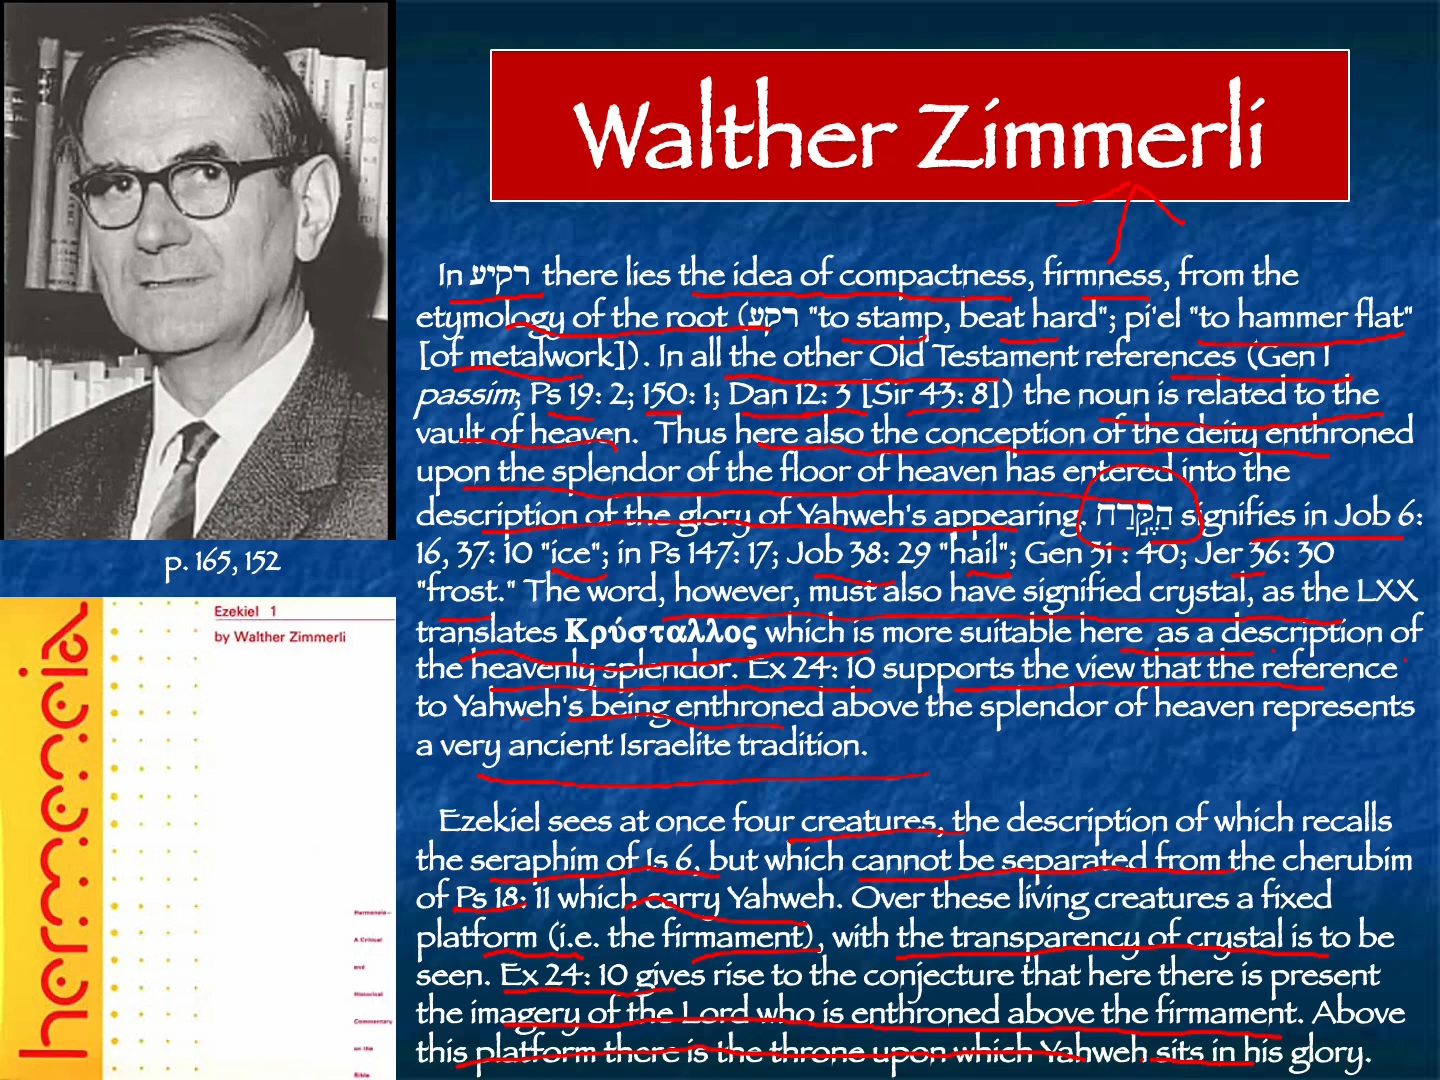 Walther Zimmerli
In רקיע there lies the idea of compactness, firmness, from the
etymology of the root (רקע "to stamp, beat hard"; pi'el "to hammer flat"
[of metalwork]). In all the other Old Testament references (Gen 1
passim; Ps 19: 2; 150: 1; Dan 12: 3 [Sir 43: 8]) the noun is related to the
vault of heaven. Thus here also the conception of the deity enthroned
upon the splendor of the floor of heaven has entered into the
description of the glory of Yahweh's appearing. הַקֶּרַח signifies in Job 6:
16, 37: 10 "ice"; in Ps 147: 17; Job 38: 29 "hail"; Gen 31 : 40; Jer 36: 30
"frost." The word, however, must also have signified crystal, as the LXX
translates Κρύσταλλος which is more suitable here as a description of
the heavenly splendor. Ex 24: 10 supports the view that the reference
to Yahweh's being enthroned above the splendor of heaven represents
a very ancient Israelite tradition.
Ezekiel sees at once four creatures, the description of which recalls
the seraphim of Is 6, but which cannot be separated from the cherubim
of Ps 18: 11 which carry Yahweh. Over these living creatures a fixed
platform (i.e. the firmament), with the transparency of crystal is to be
seen. Ex 24: 10 gives rise to the conjecture that here there is present
the imagery of the Lord who is enthroned above the firmament. Above
this platform there is the throne upon which Yahweh sits in his glory.
p. 165, 152
Ezekiel 1
by Walther Zimmerli
hermeneia
Hermeneia—
A Critical
and
Historical
Commentary
on the
Bible